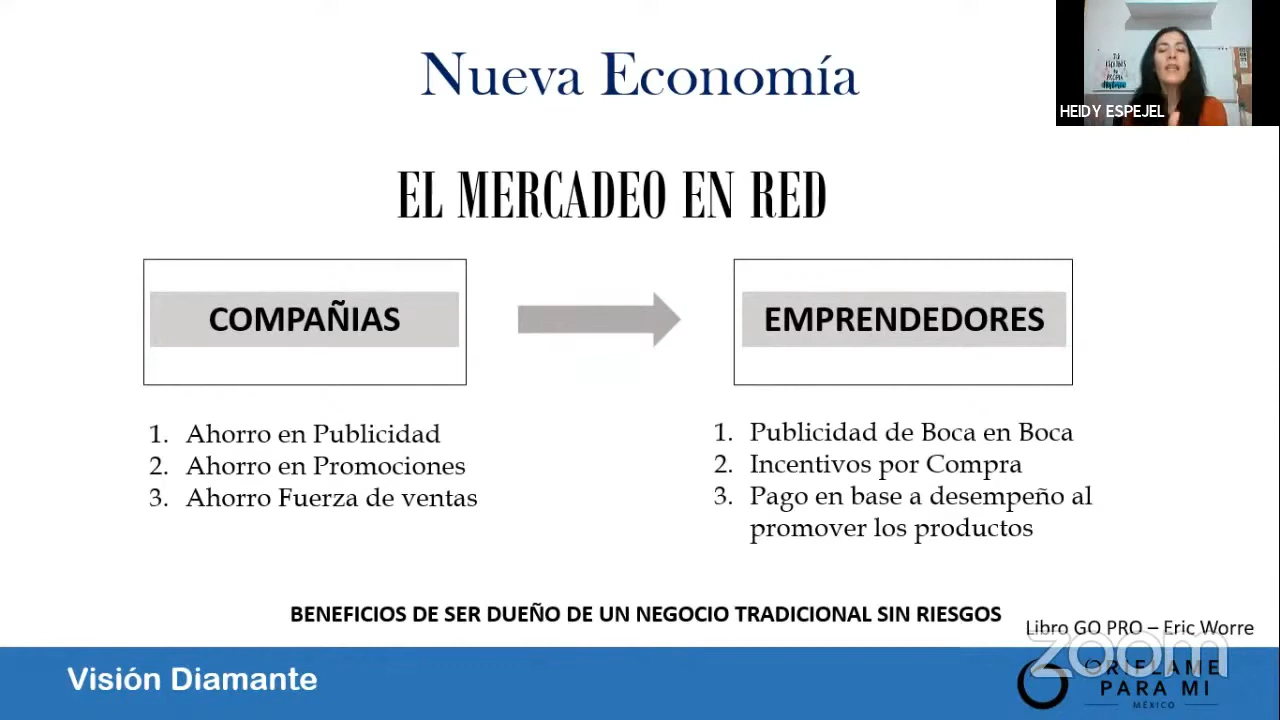 Nueva Economía
HEIDY ESPEJEL
EL MERCADEO EN RED
COMPAÑIAS
EMPRENDEDORES
1. Ahorro en Publicidad
2. Ahorro en Promociones
3. Ahorro Fuerza de ventas
1. Publicidad de Boca en Boca
2. Incentivos por Compra
3. Pago en base a desempeño al
promover los productos
BENEFICIOS DE SER DUEÑO DE UN NEGOCIO TRADICIONAL SIN RIESGOS
Libro GO PRO – Eric Worre
zoom
Visión Diamante
ORIFLAME
PARA MI
MÉXICO